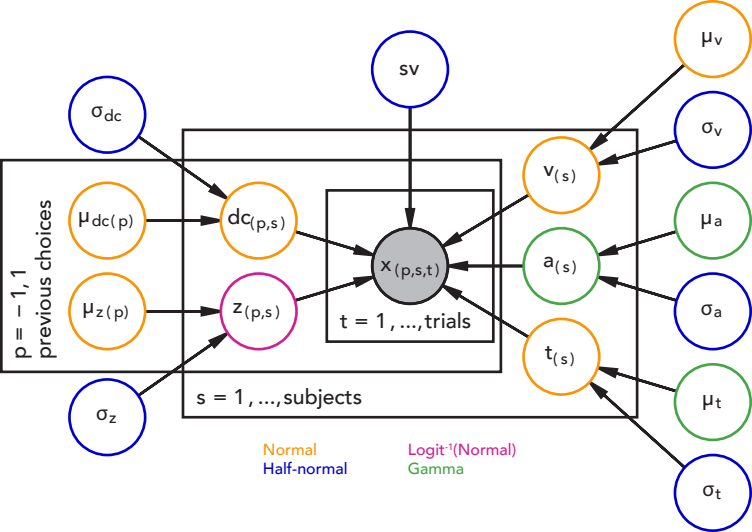 μv
sv
σdc
σv
v(s)
μdc(p)
dc(p,s)
μa
x(p,s,t)
a(s)
μz(p)
z(p,s)
σa
t = 1 , ...,trials
p = − 1, 1
previous choices
t(s)
s = 1 , ...,subjects
μt
σz
Normal
Logit⁻¹(Normal)
Half-normal
Gamma
σt